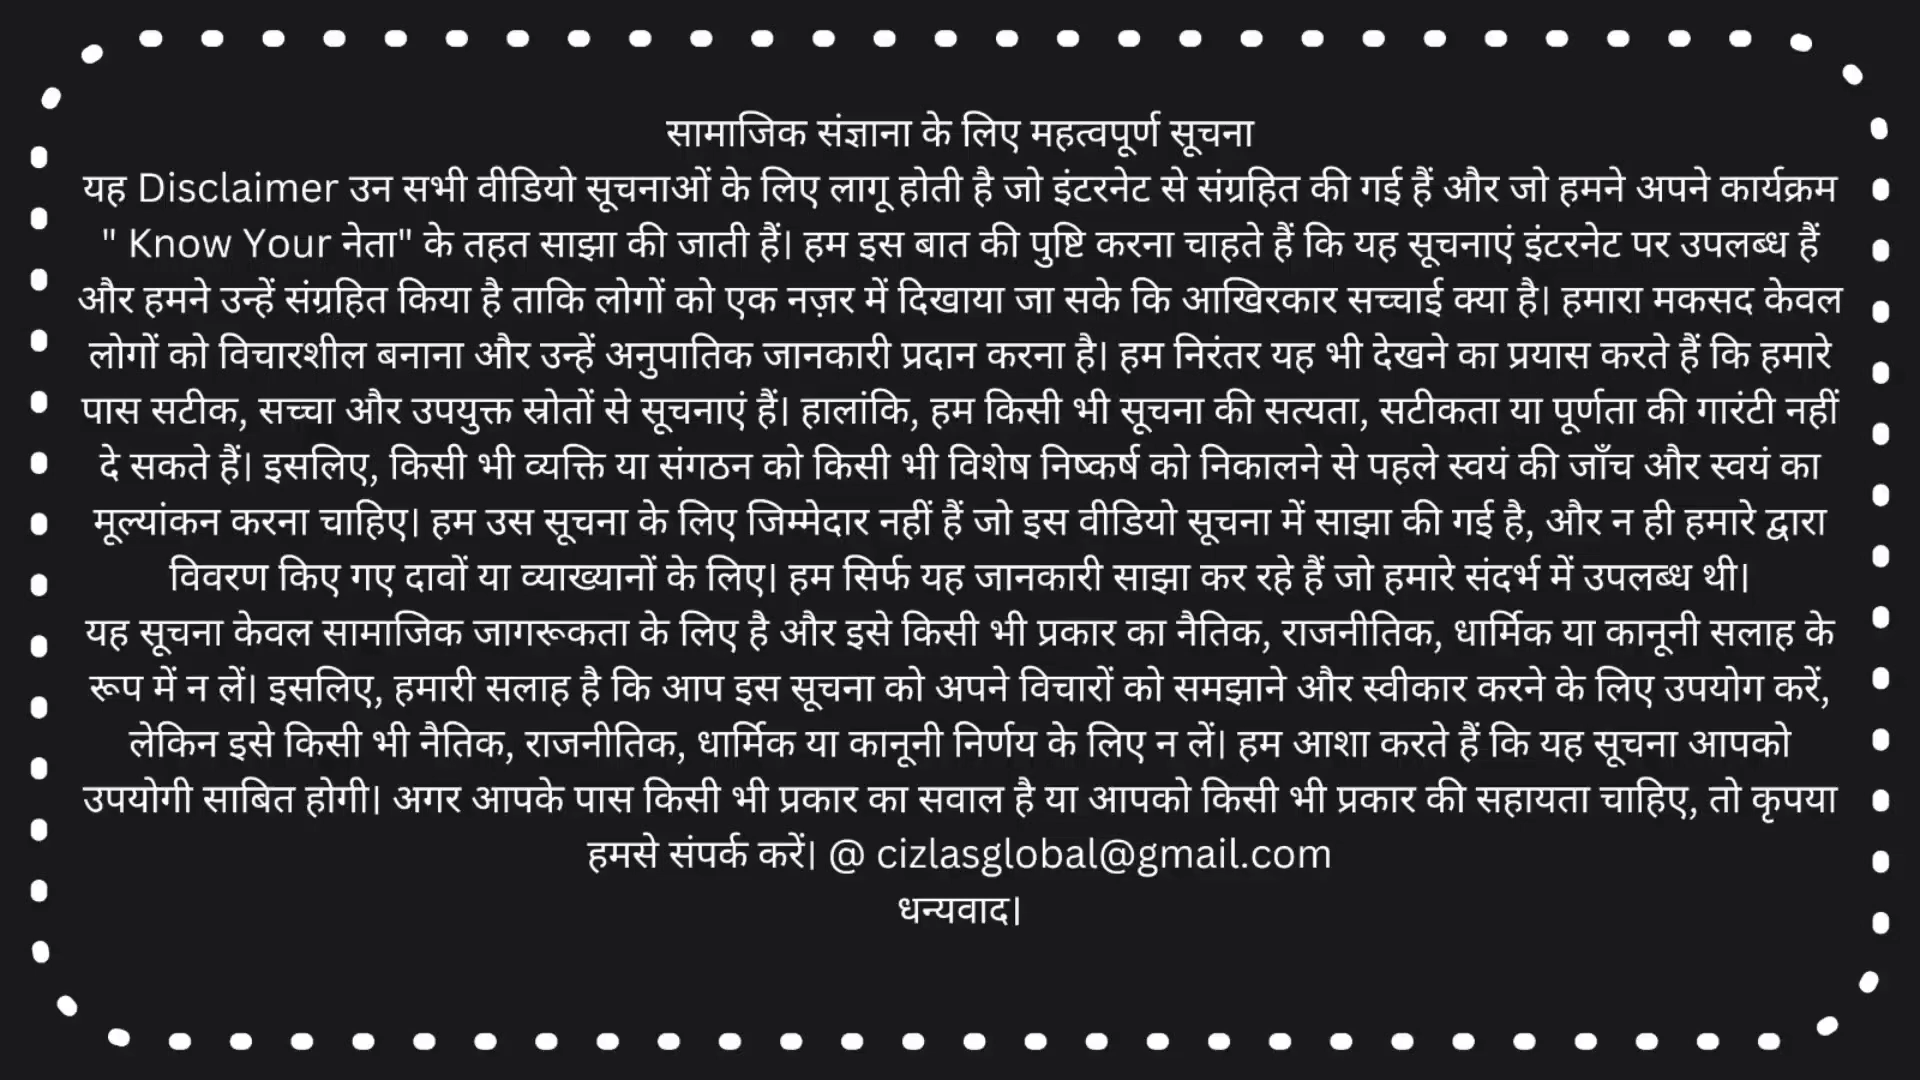 सामाजिक संज्ञाना के लिए महत्वपूर्ण सूचना
यह Disclaimer उन सभी वीडियो सूचनाओं के लिए लागू होती है जो इंटरनेट से संग्रहित की गई हैं और जो हमने अपने कार्यक्रम
" Know Your नेता" के तहत साझा की जाती हैं। हम इस बात की पुष्टि करना चाहते हैं कि यह सूचनाएं इंटरनेट पर उपलब्ध हैं
और हमने उन्हें संग्रहित किया है ताकि लोगों को एक नज़र में दिखाया जा सके कि आखिरकार सच्चाई क्या है। हमारा मकसद केवल
लोगों को विचारशील बनाना और उन्हें अनुपातिक जानकारी प्रदान करना है। हम निरंतर यह भी देखने का प्रयास करते हैं कि हमारे
पास सटीक, सच्चा और उपयुक्त स्रोतों से सूचनाएं हैं। हालांकि, हम किसी भी सूचना की सत्यता, सटीकता या पूर्णता की गारंटी नहीं
दे सकते हैं। इसलिए, किसी भी व्यक्ति या संगठन को किसी भी विशेष निष्कर्ष को निकालने से पहले स्वयं की जाँच और स्वयं का
मूल्यांकन करना चाहिए। हम उस सूचना के लिए जिम्मेदार नहीं हैं जो इस वीडियो सूचना में साझा की गई है, और न ही हमारे द्वारा
विवरण किए गए दावों या व्याख्यानों के लिए। हम सिर्फ यह जानकारी साझा कर रहे हैं जो हमारे संदर्भ में उपलब्ध थी।
यह सूचना केवल सामाजिक जागरूकता के लिए है और इसे किसी भी प्रकार का नैतिक, राजनीतिक, धार्मिक या कानूनी सलाह के
रूप में न लें। इसलिए, हमारी सलाह है कि आप इस सूचना को अपने विचारों को समझाने और स्वीकार करने के लिए उपयोग करें,
लेकिन इसे किसी भी नैतिक, राजनीतिक, धार्मिक या कानूनी निर्णय के लिए न लें। हम आशा करते हैं कि यह सूचना आपको
उपयोगी साबित होगी। अगर आपके पास किसी भी प्रकार का सवाल है या आपको किसी भी प्रकार की सहायता चाहिए, तो कृपया
हमसे संपर्क करें। @ cizlasglobal@gmail.com
धन्यवाद।